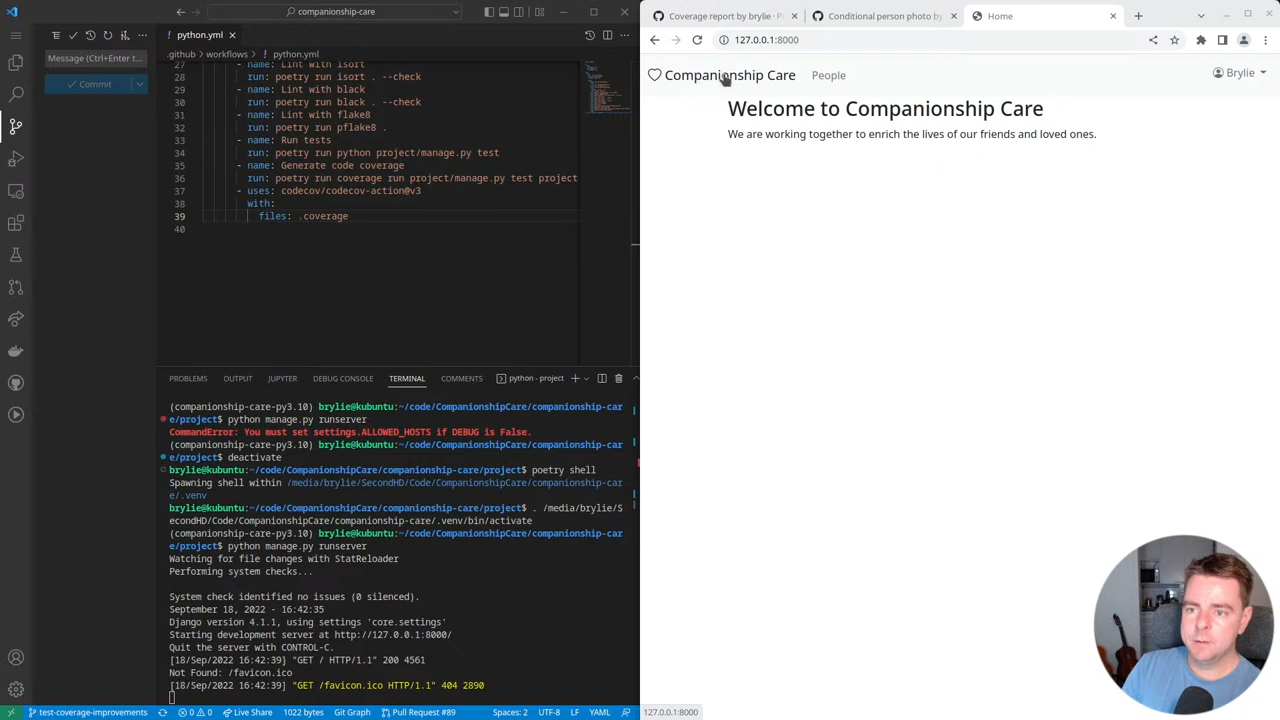 companionship-care
python.yml
Message (Ctrl+Enter t...
Commit
.github > workflows > python.yml
27 - name: Lint with isort
28 run: poetry run isort . --check
29 - name: Lint with black
30 run: poetry run black . --check
31 - name: Lint with flake8
32 run: poetry run pflake8 .
33 - name: Run tests
34 run: poetry run python project/manage.py test
35 - name: Generate code coverage
36 run: poetry run coverage run project/manage.py test project
37 - uses: codecov/codecov-action@v3
38 with:
39 files: .coverage
40
PROBLEMS OUTPUT JUPYTER DEBUG CONSOLE TERMINAL COMMENTS python - project
(companionship-care-py3.10) brylie@kubuntu:~/code/CompanionshipCare/companionship-car
e/project$ python manage.py runserver
CommandError: You must set settings.ALLOWED_HOSTS if DEBUG is False.
(companionship-care-py3.10) brylie@kubuntu:~/code/CompanionshipCare/companionship-car
e/project$ deactivate
brylie@kubuntu:~/code/CompanionshipCare/companionship-care/project$ poetry shell
Spawning shell within /media/brylie/SecondHD/Code/CompanionshipCare/companionship-car
e/.venv
brylie@kubuntu:~/code/CompanionshipCare/companionship-care/project$ . /media/brylie/S
econdHD/Code/CompanionshipCare/companionship-care/.venv/bin/activate
(companionship-care-py3.10) brylie@kubuntu:~/code/CompanionshipCare/companionship-car
e/project$ python manage.py runserver
Watching for file changes with StatReloader
Performing system checks...
System check identified no issues (0 silenced).
September 18, 2022 - 16:42:35
Django version 4.1.1, using settings 'core.settings'
Starting development server at http://127.0.0.1:8000/
Quit the server with CONTROL-C.
[18/Sep/2022 16:42:39] "GET / HTTP/1.1" 200 4561
Not Found: /favicon.ico
[18/Sep/2022 16:42:39] "GET /favicon.ico HTTP/1.1" 404 2890
test-coverage-improvements 0 0 Live Share 1022 bytes Git Graph Pull Request #89 Spaces: 2 UTF-8 LF YAML
Coverage report by brylie · P
Conditional person photo by
Home
127.0.0.1:8000
Companionship Care People Brylie
Welcome to Companionship Care
We are working together to enrich the lives of our friends and loved ones.
127.0.0.1:8000